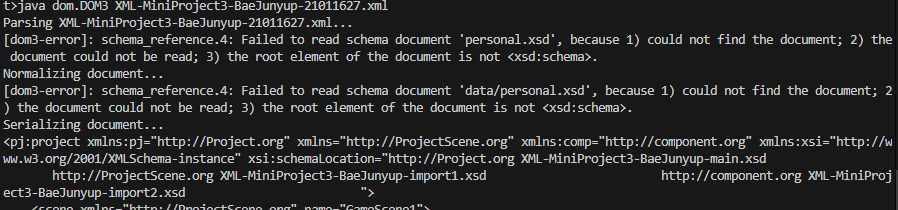 t>java dom.DOM3 XML-MiniProject3-BaeJunyup-21011627.xml
Parsing XML-MiniProject3-BaeJunyup-21011627.xml...
[dom3-error]: schema_reference.4: Failed to read schema document 'personal.xsd', because 1) could not find the document; 2) the
 document could not be read; 3) the root element of the document is not <xsd:schema>.
Normalizing document...
[dom3-error]: schema_reference.4: Failed to read schema document 'data/personal.xsd', because 1) could not find the document; 2
) the document could not be read; 3) the root element of the document is not <xsd:schema>.
Serializing document...
<pj:project xmlns:pj="http://Project.org" xmlns="http://ProjectScene.org" xmlns:comp="http://component.org" xmlns:xsi="http://w
ww.w3.org/2001/XMLSchema-instance" xsi:schemaLocation="http://Project.org XML-MiniProject3-BaeJunyup-main.xsd
http://ProjectScene.org XML-MiniProject3-BaeJunyup-import1.xsd http://component.org XML-MiniProj
ect3-BaeJunyup-import2.xsd ">
<scene xmlns="http://ProjectScene.org" name="GameScene1">